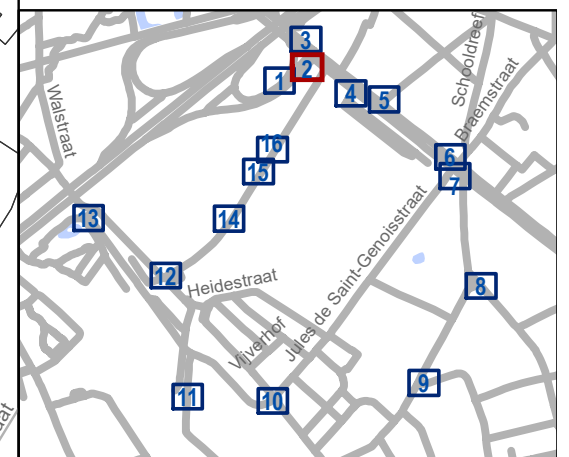 3
2
1
4
5
Schooldreef
Braemstraat
Walstraat
16
15
6
7
13
14
12
Heidestraat
Jules de Saint-Genoisstraat
8
Vijverhof
9
11
10
aat